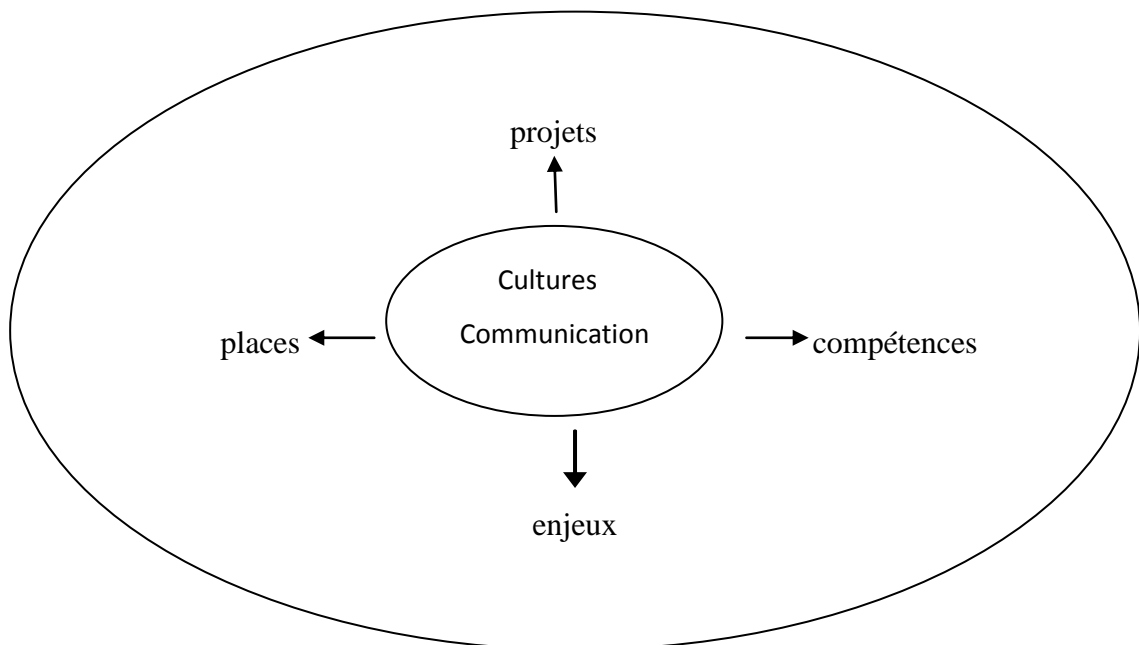 projets
Cultures
Communication
places
compétences
enjeux